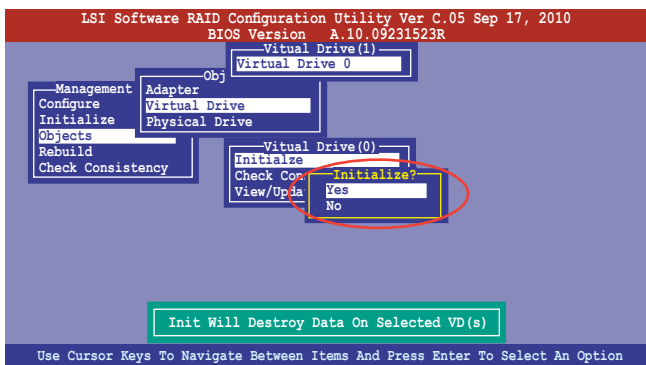 LSI Software RAID Configuration Utility Ver C.05 Sep 17, 2010
BIOS Version A.10.09231523R
Vitual Drive(1)
Virtual Drive 0
Obj
Adapter
Virtual Drive
Physical Drive
Management
Configure
Initialize
Objects
Rebuild
Check Consistency
Vitual Drive(0)
Initialze
Check Con
View/Upda
Initialize?
Yes
No
Init Will Destroy Data On Selected VD(s)
Use Cursor Keys To Navigate Between Items And Press Enter To Select An Option